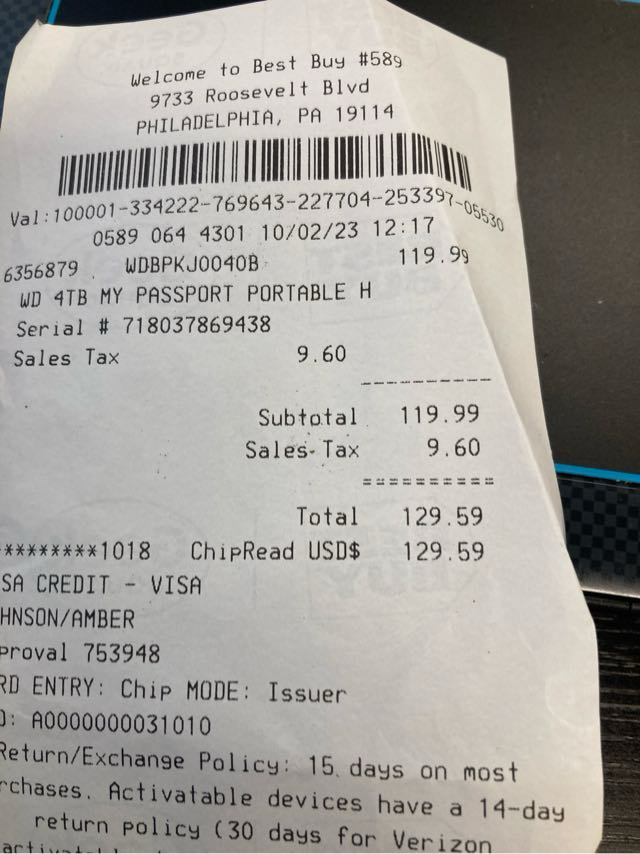 Welcome to Best Buy #589
9733 Roosevelt Blvd
PHILADELPHIA, PA 19114
Val:100001-334222-769643-227704-253397-05530
0589 064 4301 10/02/23 12:17
6356879 WDBPKJ0040B 119.99
WD 4TB MY PASSPORT PORTABLE H
Serial # 718037869438
Sales Tax 9.60
----------
Subtotal 119.99
Sales Tax 9.60
==========
Total 129.59
********1018 ChipRead USD$ 129.59
SA CREDIT - VISA
HNSON/AMBER
proval 753948
RD ENTRY: Chip MODE: Issuer
D: A0000000031010
Return/Exchange Policy: 15 days on most
rchases. Activatable devices have a 14-day
return policy (30 days for Verizon